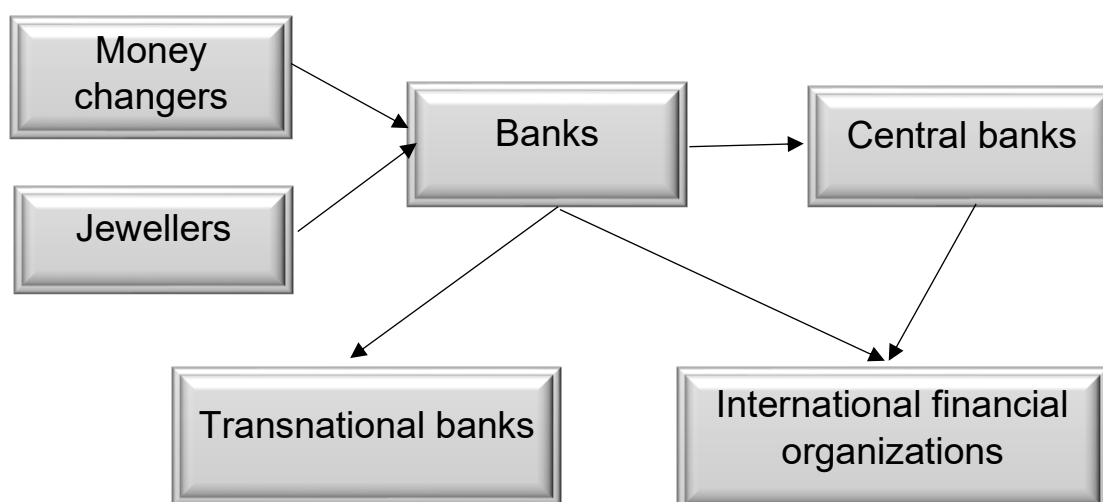 Money
changers
Banks
Central banks
Jewellers
Transnational banks
International financial
organizations